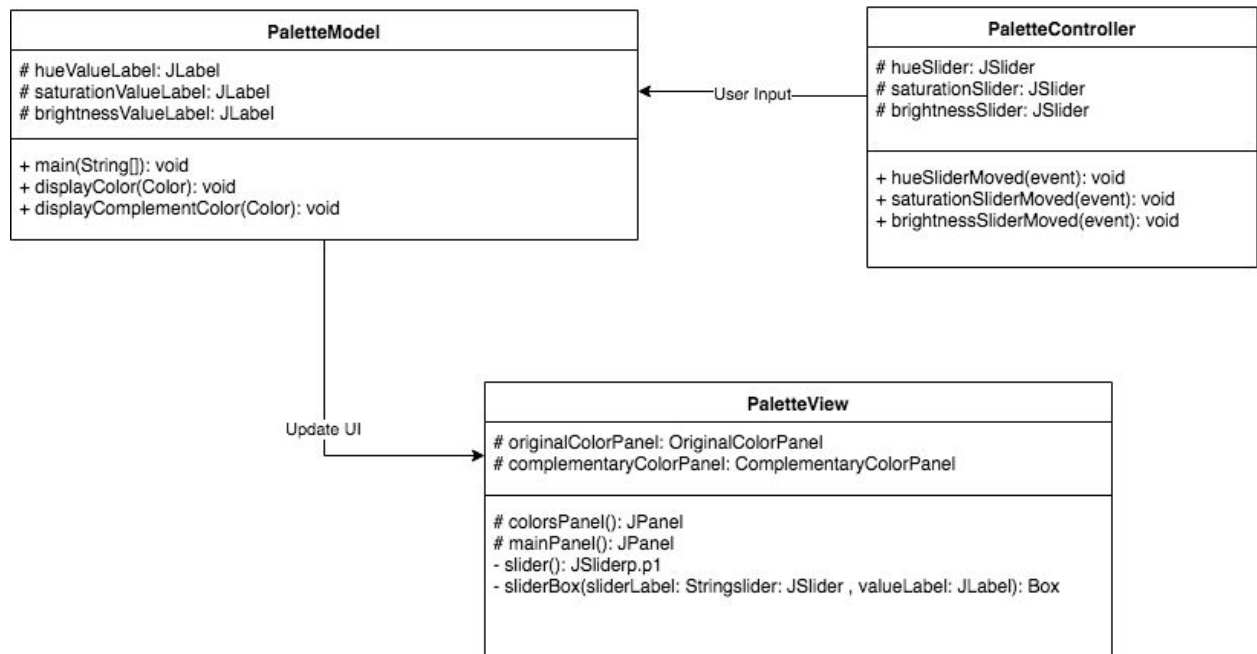 PaletteModel
# hueValueLabel: JLabel
# saturationValueLabel: JLabel
# brightnessValueLabel: JLabel
+ main(String[]): void
+ displayColor(Color): void
+ displayComplementColor(Color): void
User Input
PaletteController
# hueSlider: JSlider
# saturationSlider: JSlider
# brightnessSlider: JSlider
+ hueSliderMoved(event): void
+ saturationSliderMoved(event): void
+ brightnessSliderMoved(event): void
Update UI
PaletteView
# originalColorPanel: OriginalColorPanel
# complementaryColorPanel: ComplementaryColorPanel
# colorsPanel(): JPanel
# mainPanel(): JPanel
- slider(): JSliderp.p1
- sliderBox(sliderLabel: Stringslider: JSlider , valueLabel: JLabel): Box